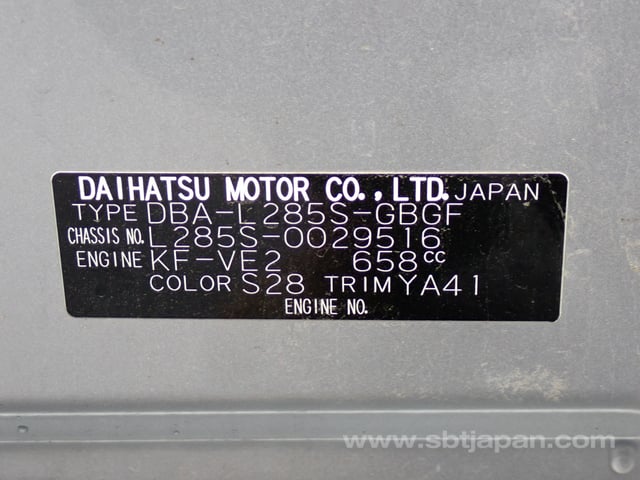 DAIHATSU MOTOR CO., LTD. JAPAN
TYPE DBA-L285S-GBGF
CHASSIS NO. L285S-0029516
ENGINE KF-VE2 658cc
COLOR S28 TRIM YA41
ENGINE NO.
www.sbtjapan.com